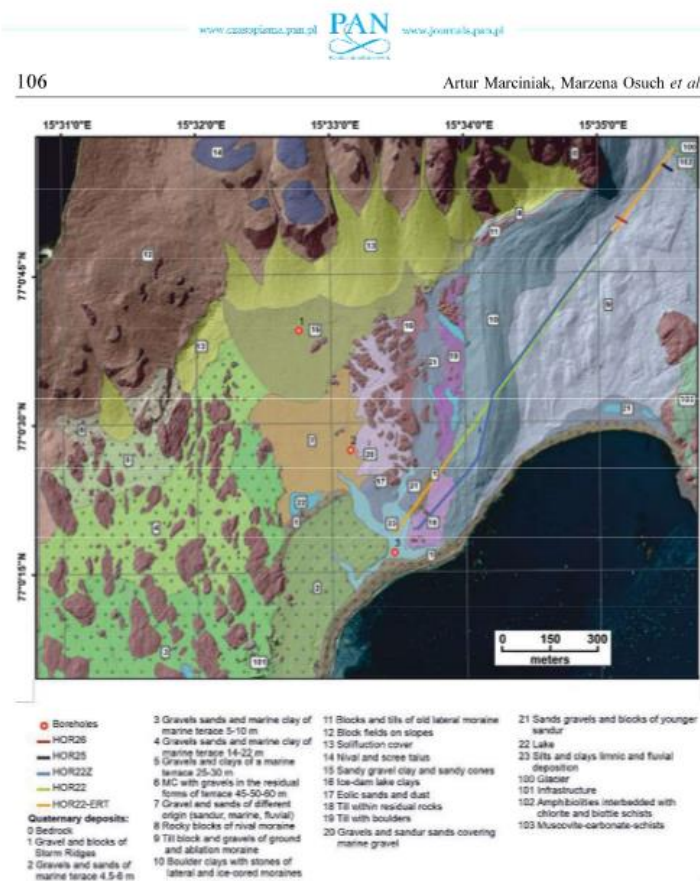 www.czasopisma.pan.pl PAN www.journals.pan.pl
106
Artur Marciniak, Marzena Osuch et al
15°31'0"E 15°32'0"E 15°33'0"E 15°34'0"E 15°35'0"E
77°0'45"N
77°0'30"N
77°0'15"N
0 150 300
meters
Boreholes
HOR26
HOR25
HOR22Z
HOR22
HOR22-ERT
Quaternary deposits:
0 Bedrock
1 Gravel and blocks of
Storm Ridges
2 Gravels and sands of
marine terrace 4,5-6 m
3 Gravels sands and marine clay of
marine terace 5-10 m
4 Gravels sands and marine clay of
marine terrace 14-22 m
5 Gravels and clays of a marine
terrace 25-30 m
6 MC with gravels in the residual
forms of terrace 45-50-60 m
7 Gravel and sands of different
origin (sandur, marine, fluvial)
8 Rocky blocks of nival moraine
9 Till block and gravels of ground
and ablation moraine
10 Boulder clays with stones of
lateral and ice-cored moraines
11 Blocks and tills of old lateral moraine
12 Block fields on slopes
13 Solifluction cover
14 Nival and scree talus
15 Sandy gravel clay and sandy cones
16 Ice-dam lake clays
17 Eolic sands and dust
18 Till within residual rocks
19 Till with boulders
20 Gravels and sandur sands covering
marine gravel
21 Sands gravels and blocks of younger
sandur
22 Lake
23 Silts and clays limnic and fluvial
deposition
100 Glacier
101 Infrastructure
102 Amphibiolities interbedded with
chlorite and biotite schists
103 Muscovite-carbonate-schists